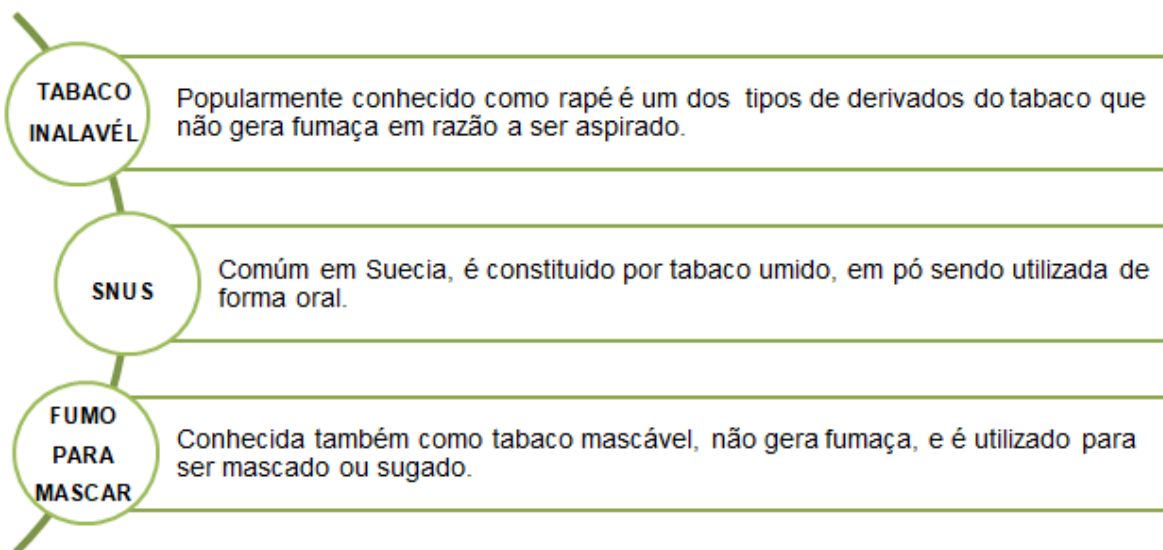 TABACO
INALAVÉL
Popularmente conhecido como rapé é um dos tipos de derivados do tabaco que
não gera fumaça em razão a ser aspirado.
SNUS
Comúm em Suecia, é constituido por tabaco umido, em pó sendo utilizada de
forma oral.
FUMO
PARA
MASCAR
Conhecida também como tabaco mascável, não gera fumaça, e é utilizado para
ser mascado ou sugado.